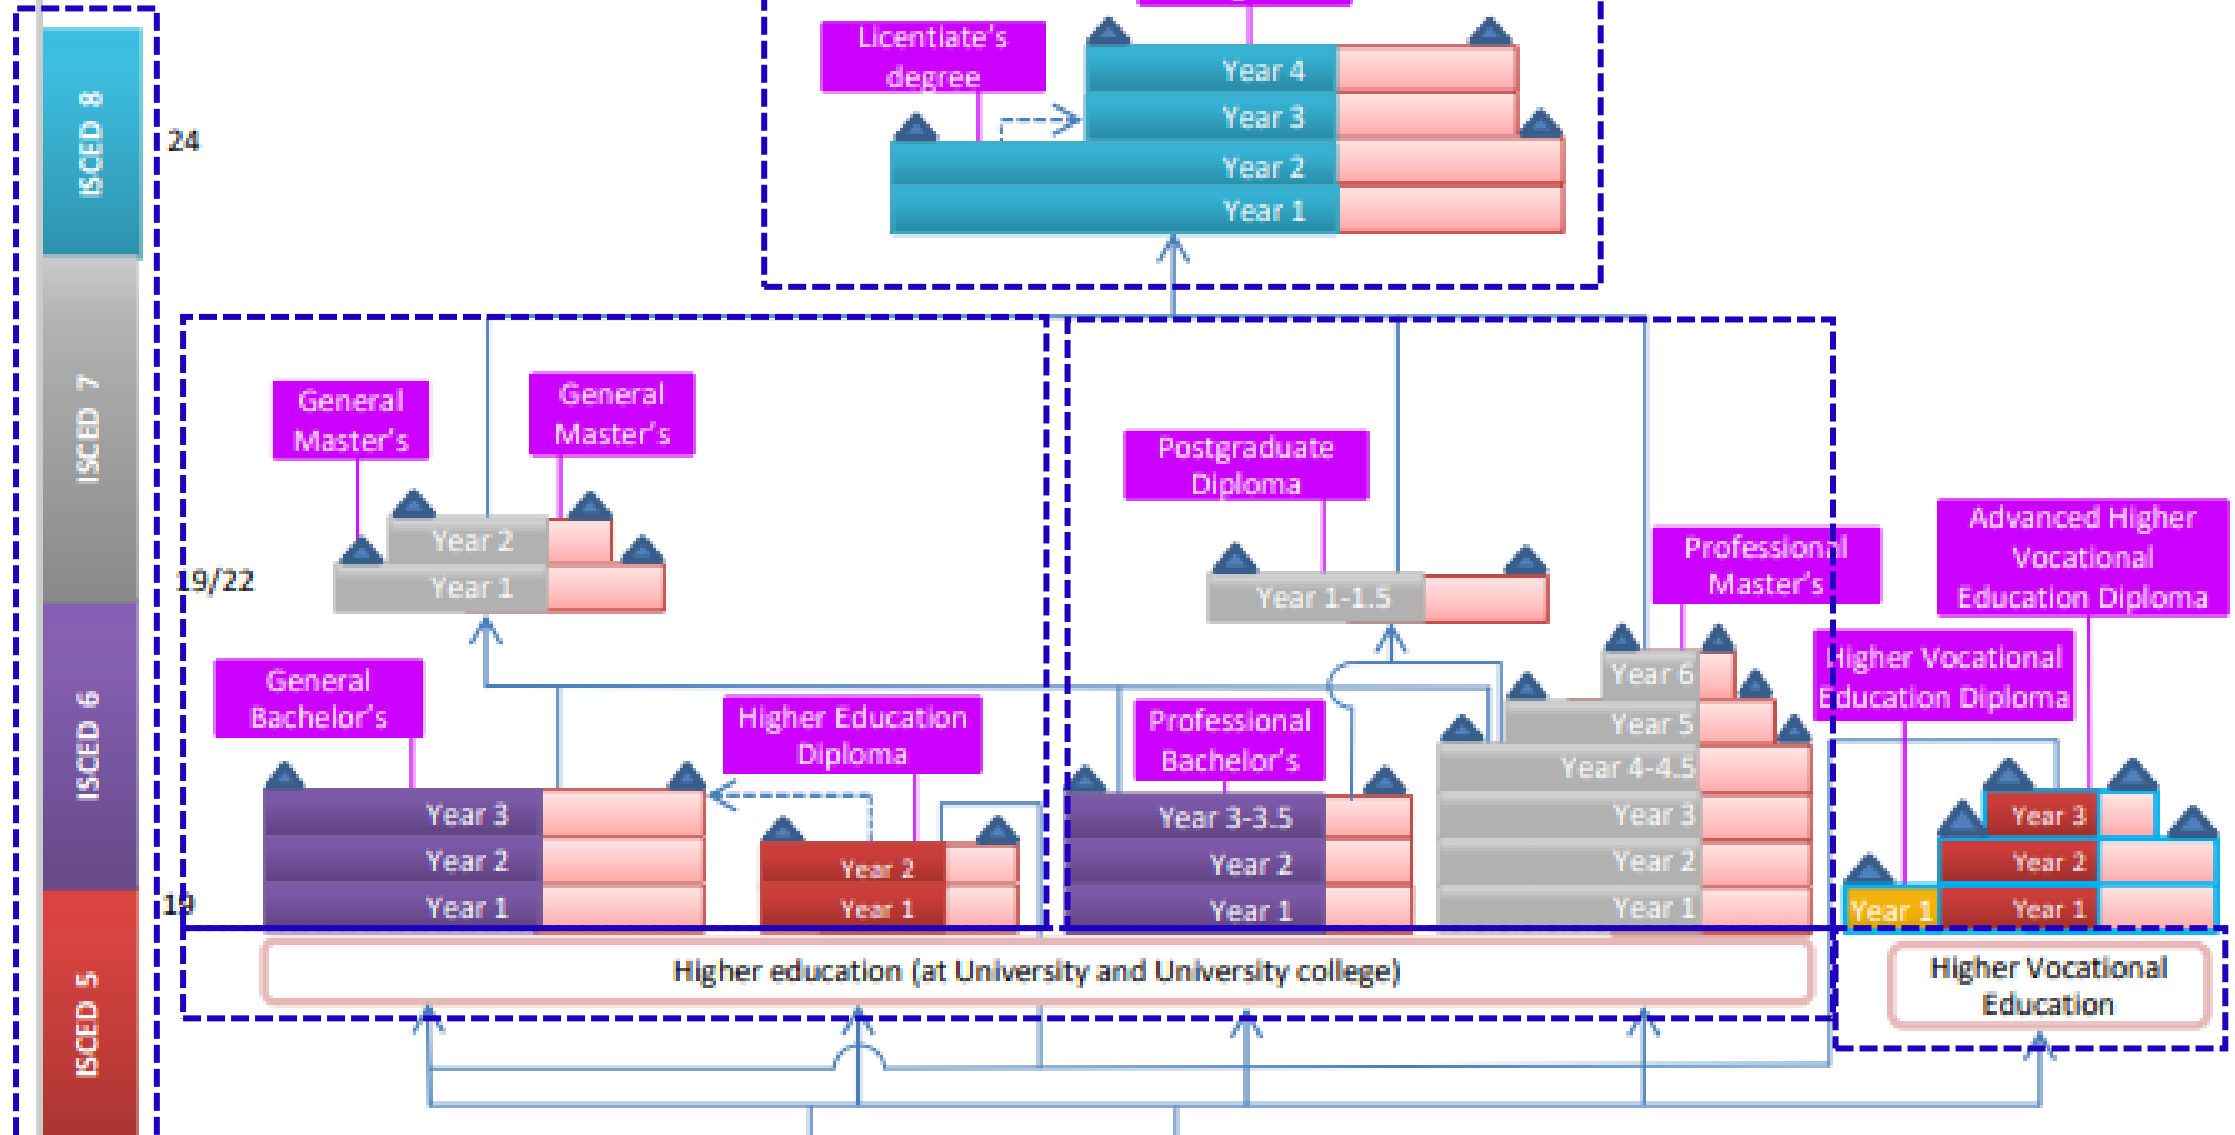 Licentiate's
degree
Year 4
Year 3
Year 2
Year 1
ISCED 8
24
ISCED 7
General
Master's
General
Master's
Year 2
Year 1
19/22
Postgraduate
Diploma
Year 1-1.5
Professional
Master's
Advanced Higher
Vocational
Education Diploma
Higher Vocational
Education Diploma
ISCED 6
General
Bachelor's
Year 3
Year 2
Year 1
Higher Education
Diploma
Year 2
Year 1
Professional
Bachelor's
Year 3-3.5
Year 2
Year 1
Year 6
Year 5
Year 4-4.5
Year 3
Year 2
Year 1
Year 1
Year 3
Year 2
Year 1
19
ISCED 5
Higher education (at University and University college)
Higher Vocational
Education